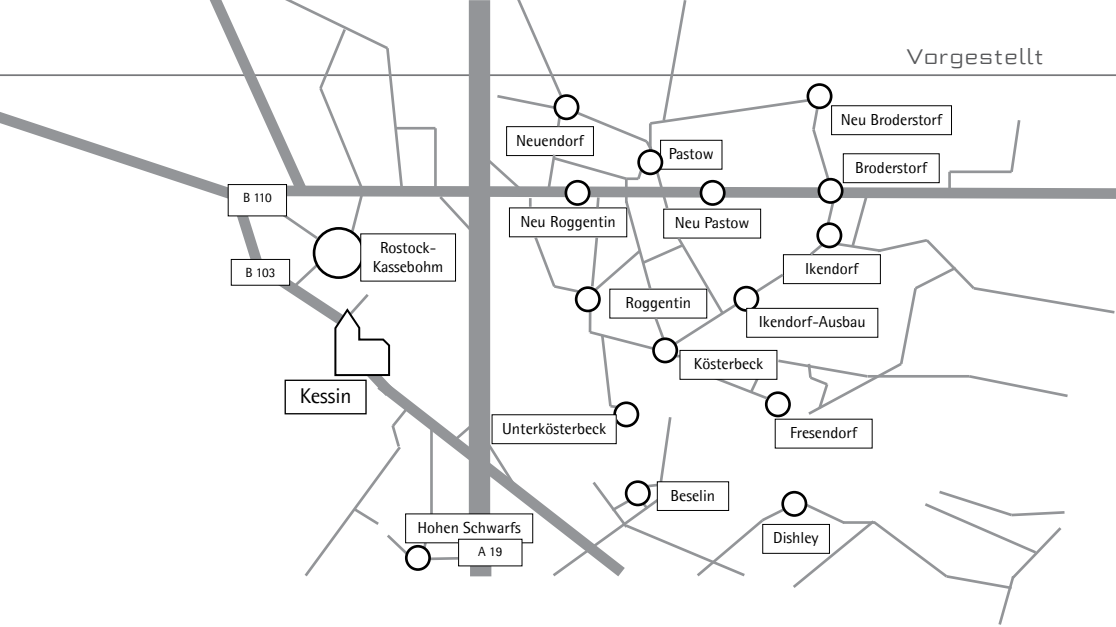 Vorgestellt
Neu Broderstorf
Neuendorf
Pastow
Broderstorf
B 110
Neu Roggentin
Neu Pastow
Rostock-
Kassebohm
B 103
Ikendorf
Roggentin
Ikendorf-Ausbau
Kösterbeck
Kessin
Unterkösterbeck
Fresendorf
Beselin
Hohen Schwarfs
Dishley
A 19